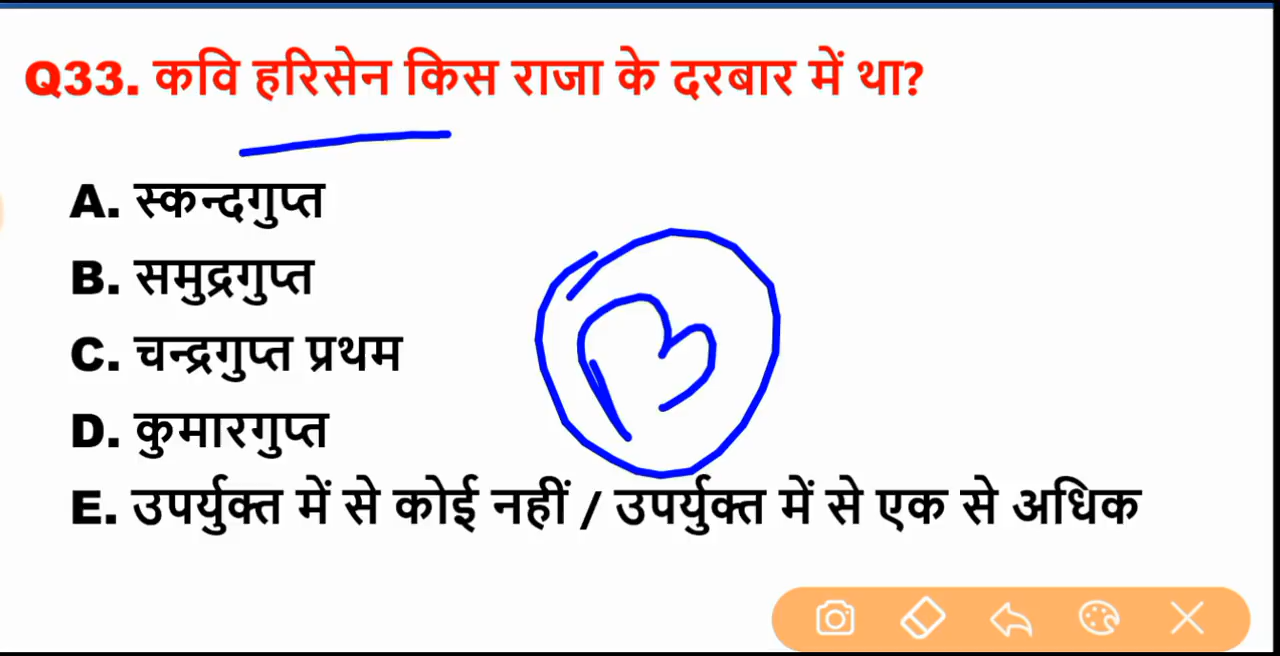 Q33. कवि हरिसेन किस राजा के दरबार में था?
A. स्कन्दगुप्त
B. समुद्रगुप्त
B
C. चन्द्रगुप्त प्रथम
D. कुमारगुप्त
E. उपर्युक्त में से कोई नहीं / उपर्युक्त में से एक से अधिक